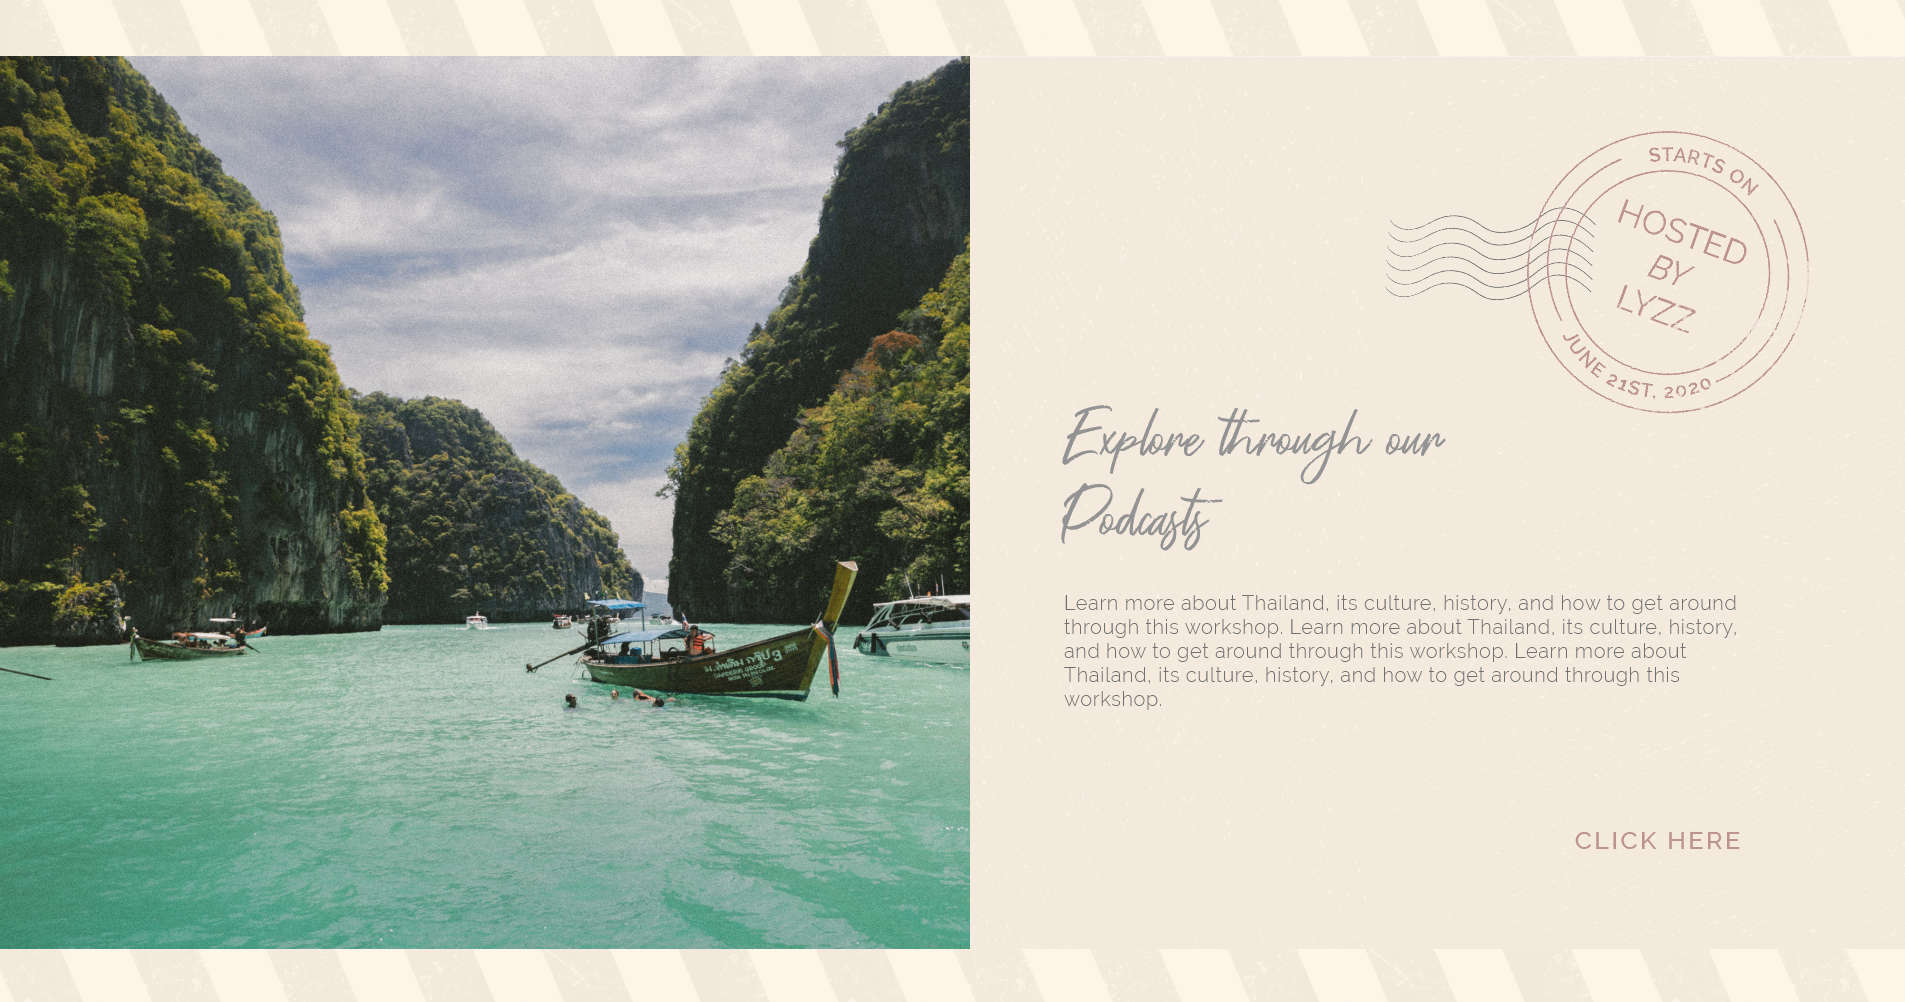 STARTS ON
HOSTED
BY
LYZZ
JUNE 21ST, 2020
Explore through our
Podcasts
Learn more about Thailand, its culture, history, and how to get around
through this workshop. Learn more about Thailand, its culture, history,
and how to get around through this workshop. Learn more about
Thailand, its culture, history, and how to get around through this
workshop.
CLICK HERE